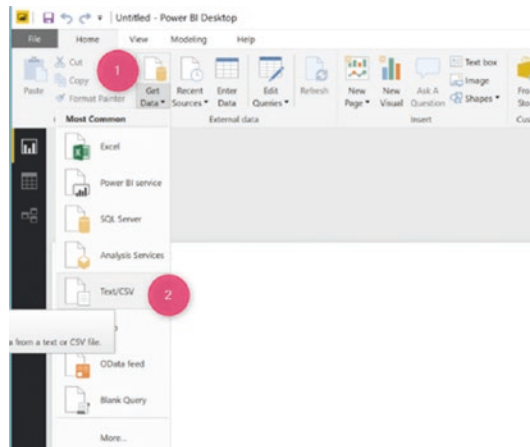 Untitled - Power BI Desktop
File Home View Modeling Help
Paste
Cut
Copy
Format Painter
1
Get Data
Recent Sources
Enter Data
Edit Queries
Refresh
New Page
New Visual
Ask A Question
Text box
Image
Shapes
External data
Insert
Most Common
Excel
Power BI service
SQL Server
Analysis Services
Text/CSV
2
a from a text or CSV file.
OData feed
Blank Query
More...